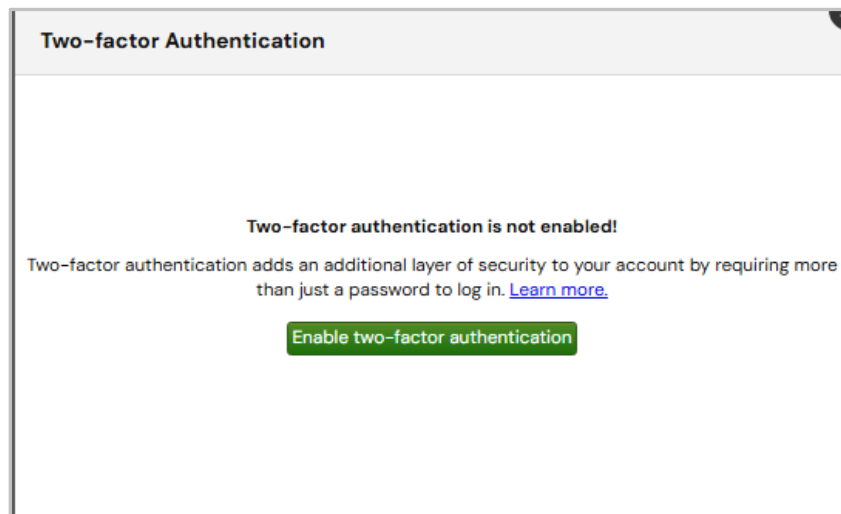 Two-factor Authentication
Two-factor authentication is not enabled!
Two-factor authentication adds an additional layer of security to your account by requiring more
than just a password to log in. Learn more.
Enable two-factor authentication